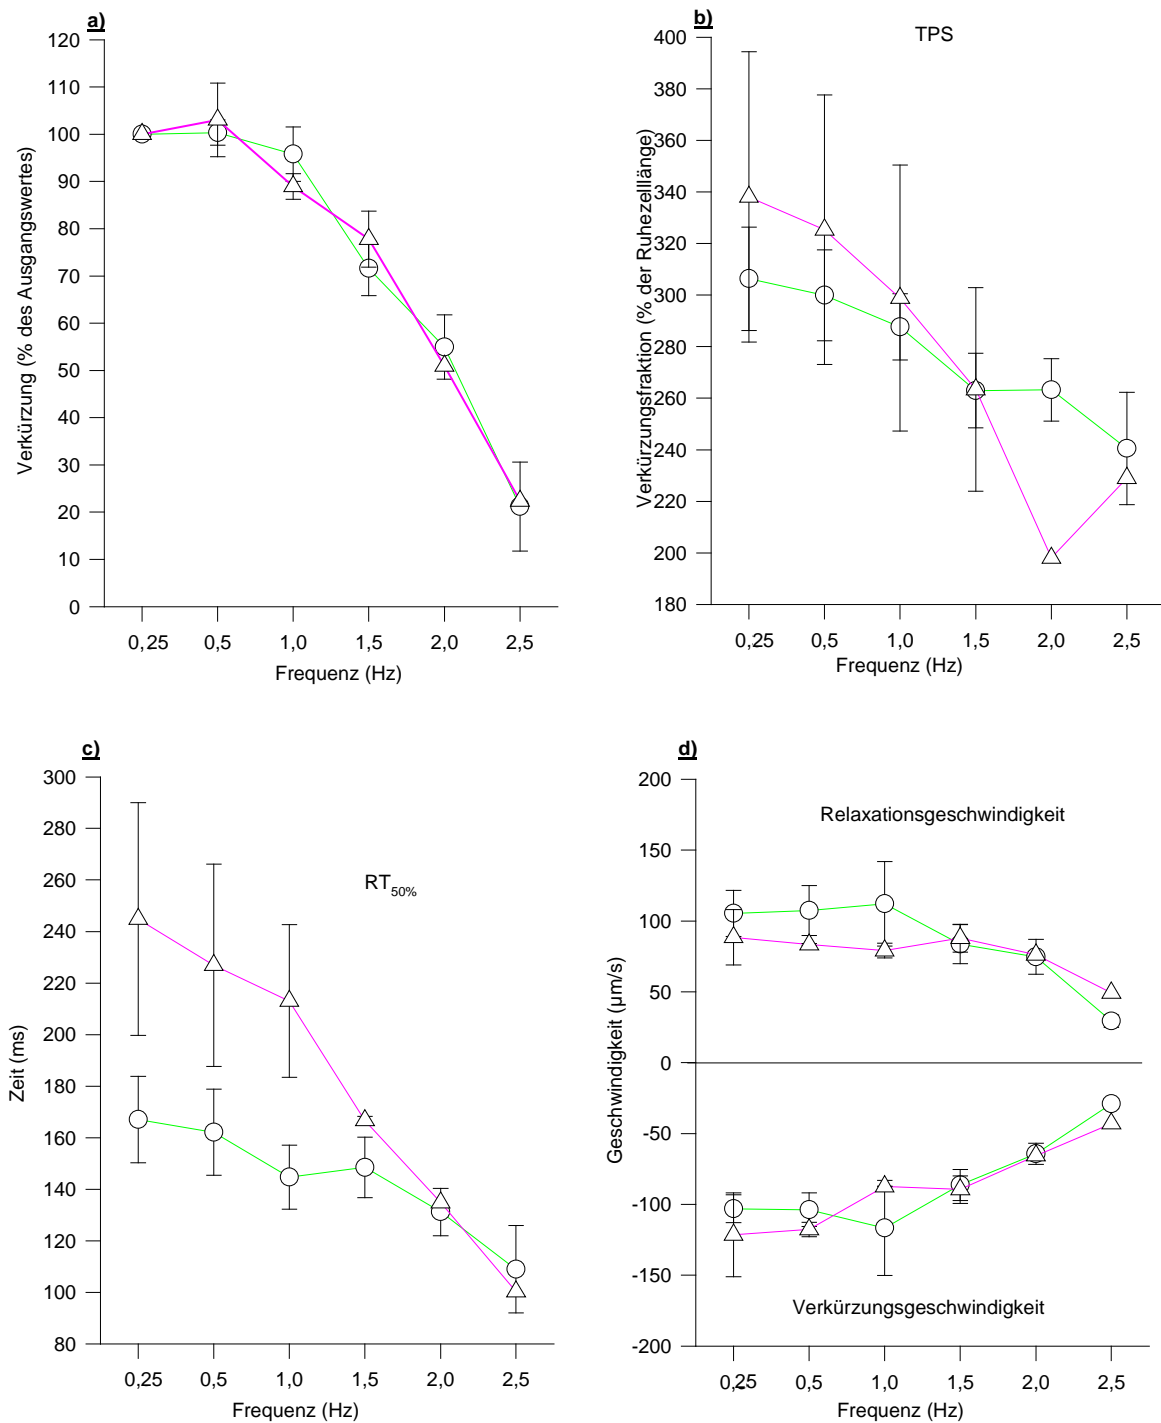 a)
120
110
100
90
80
70
60
50
40
30
20
10
0
Verkürzung (% des Ausgangswertes)
0,25 0,5 1,0 1,5 2,0 2,5
Frequenz (Hz)
b)
TPS
400
380
360
340
320
300
280
260
240
220
200
180
Verkürzungsfraktion (% der Ruhezelllänge)
0,25 0,5 1,0 1,5 2,0 2,5
Frequenz (Hz)
c)
RT50%
300
280
260
240
220
200
180
160
140
120
100
80
Zeit (ms)
0,25 0,5 1,0 1,5 2,0 2,5
Frequenz (Hz)
d)
200
150
100
50
0
-50
-100
-150
-200
Geschwindigkeit (µm/s)
Relaxationsgeschwindigkeit
Verkürzungsgeschwindigkeit
0,25 0,5 1,0 1,5 2,0 2,5
Frequenz (Hz)